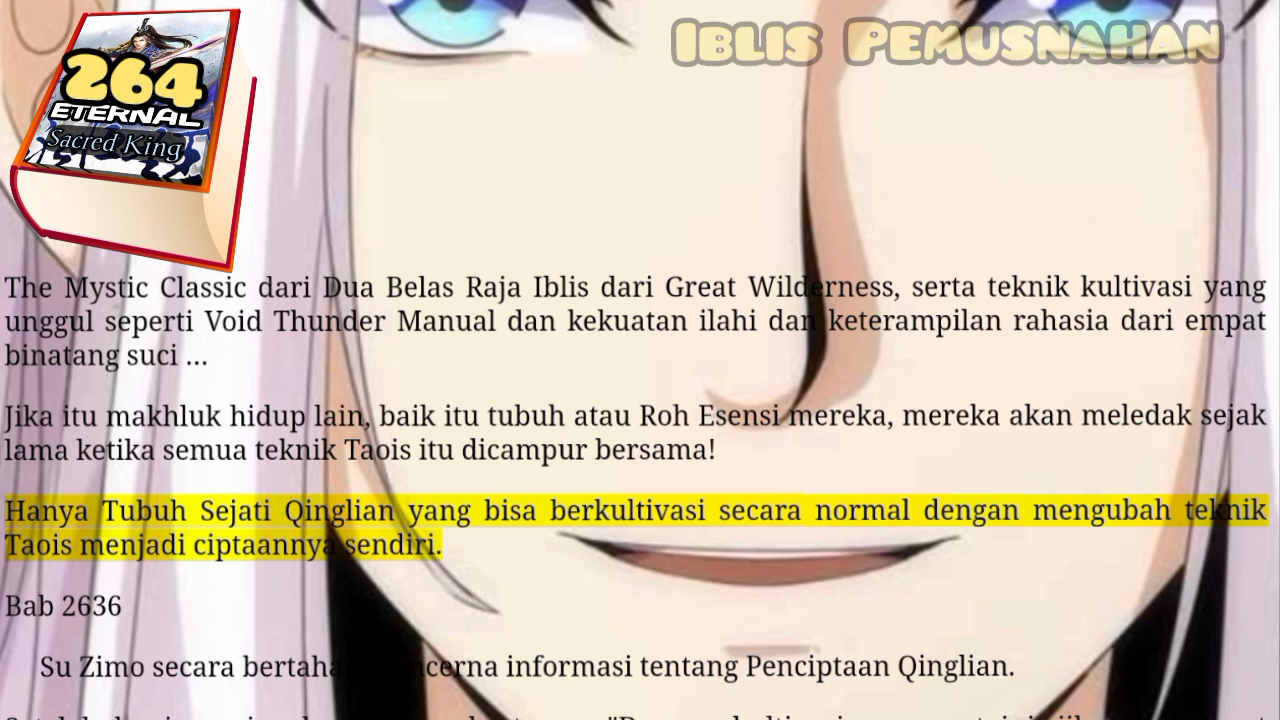 Iblis Pemusnahan
264
ETERNAL
Sacred King
The Mystic Classic dari Dua Belas Raja Iblis dari Great Wilderness, serta teknik kultivasi yang
unggul seperti Void Thunder Manual dan kekuatan ilahi dan keterampilan rahasia dari empat
binatang suci ...
Jika itu makhluk hidup lain, baik itu tubuh atau Roh Esensi mereka, mereka akan meledak sejak
lama ketika semua teknik Taois itu dicampur bersama!
Hanya Tubuh Sejati Qinglian yang bisa berkultivasi secara normal dengan mengubah teknik
Taois menjadi ciptaannya sendiri.
Bab 2636
Su Zimo secara informasi tentang Penciptaan Qinglian.